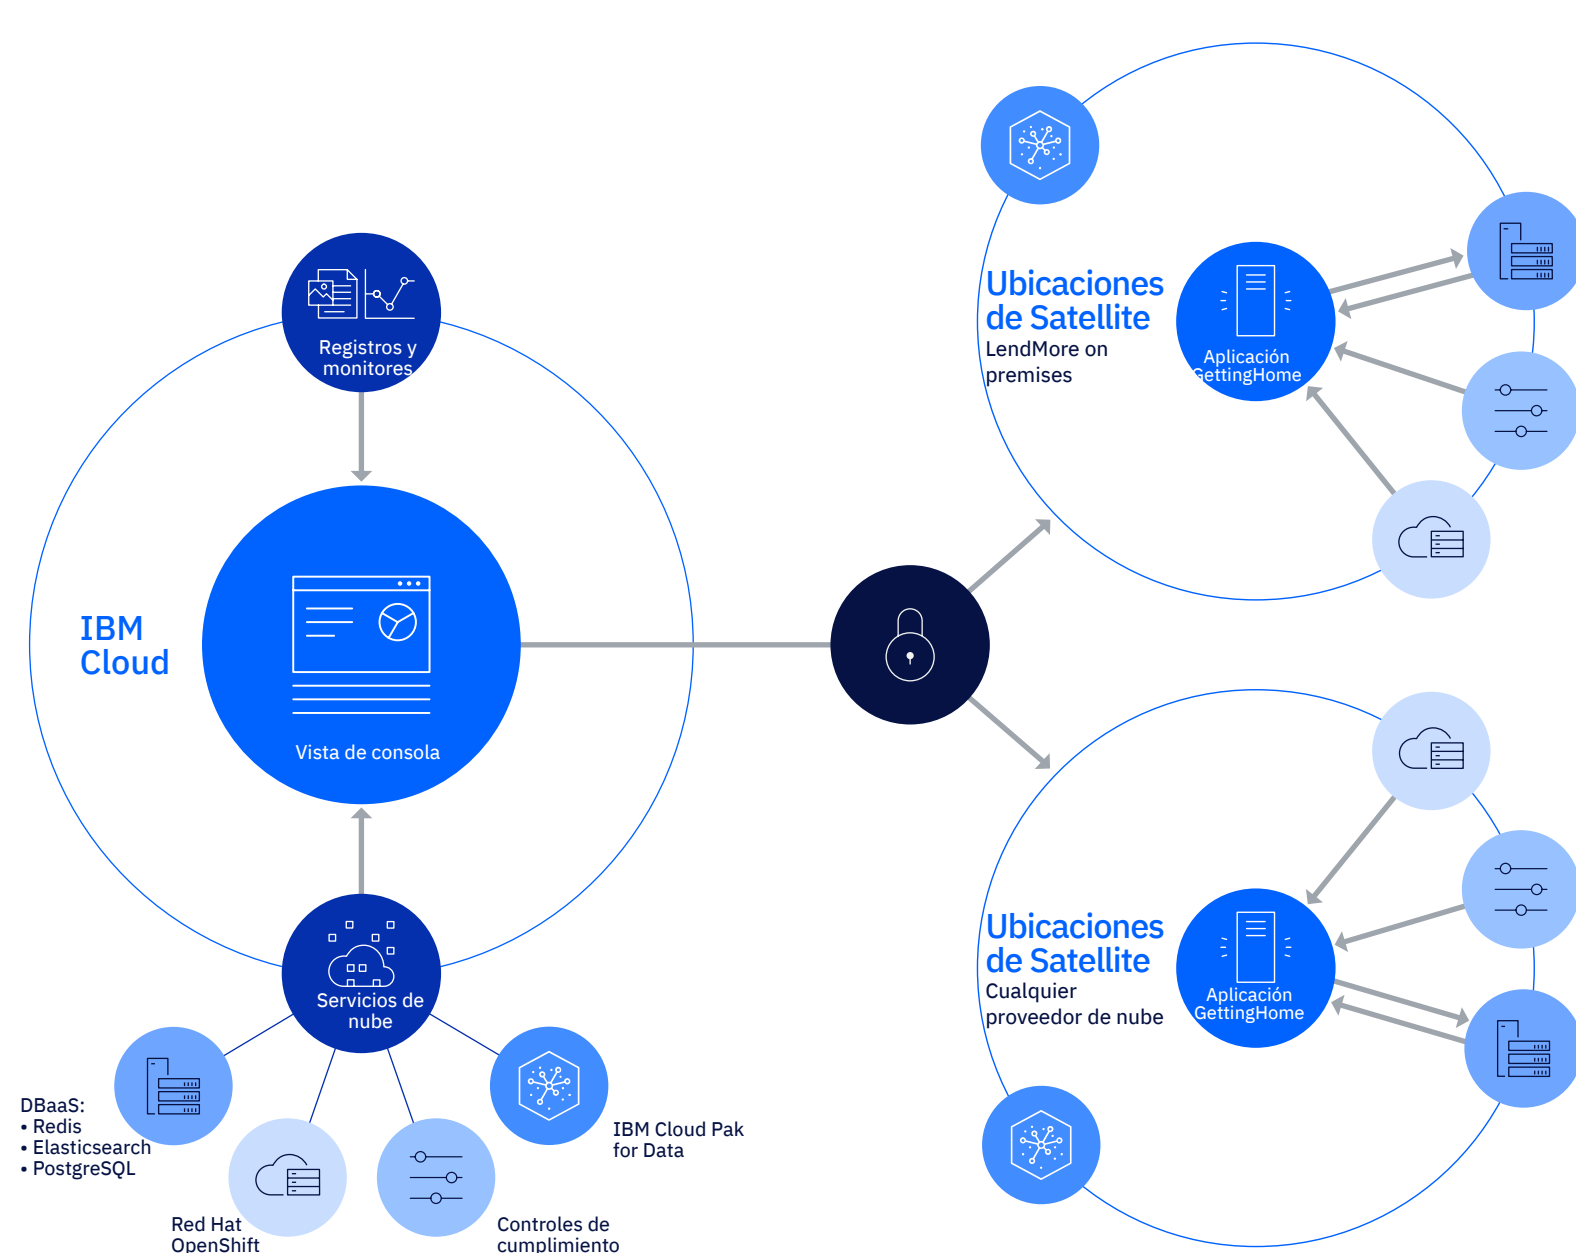 Registros y
monitores
IBM
Cloud
Vista de consola
Servicios de
nube
DBaaS:
• Redis
• Elasticsearch
• PostgreSQL
Red Hat
OpenShift
Controles de
cumplimiento
IBM Cloud Pak
for Data
Ubicaciones
de Satellite
LendMore on
premises
Aplicación
GettingHome
Ubicaciones
de Satellite
Cualquier
proveedor de nube
Aplicación
GettingHome